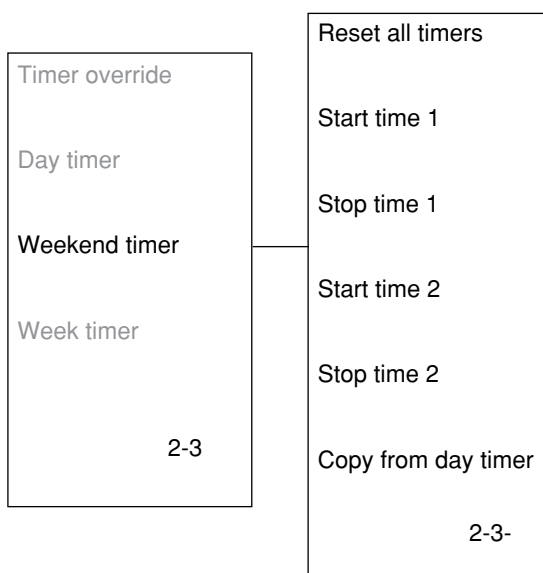 Timer override
Day timer
Weekend timer
Week timer
2-3
Reset all timers
Start time 1
Stop time 1
Start time 2
Stop time 2
Copy from day timer
2-3-